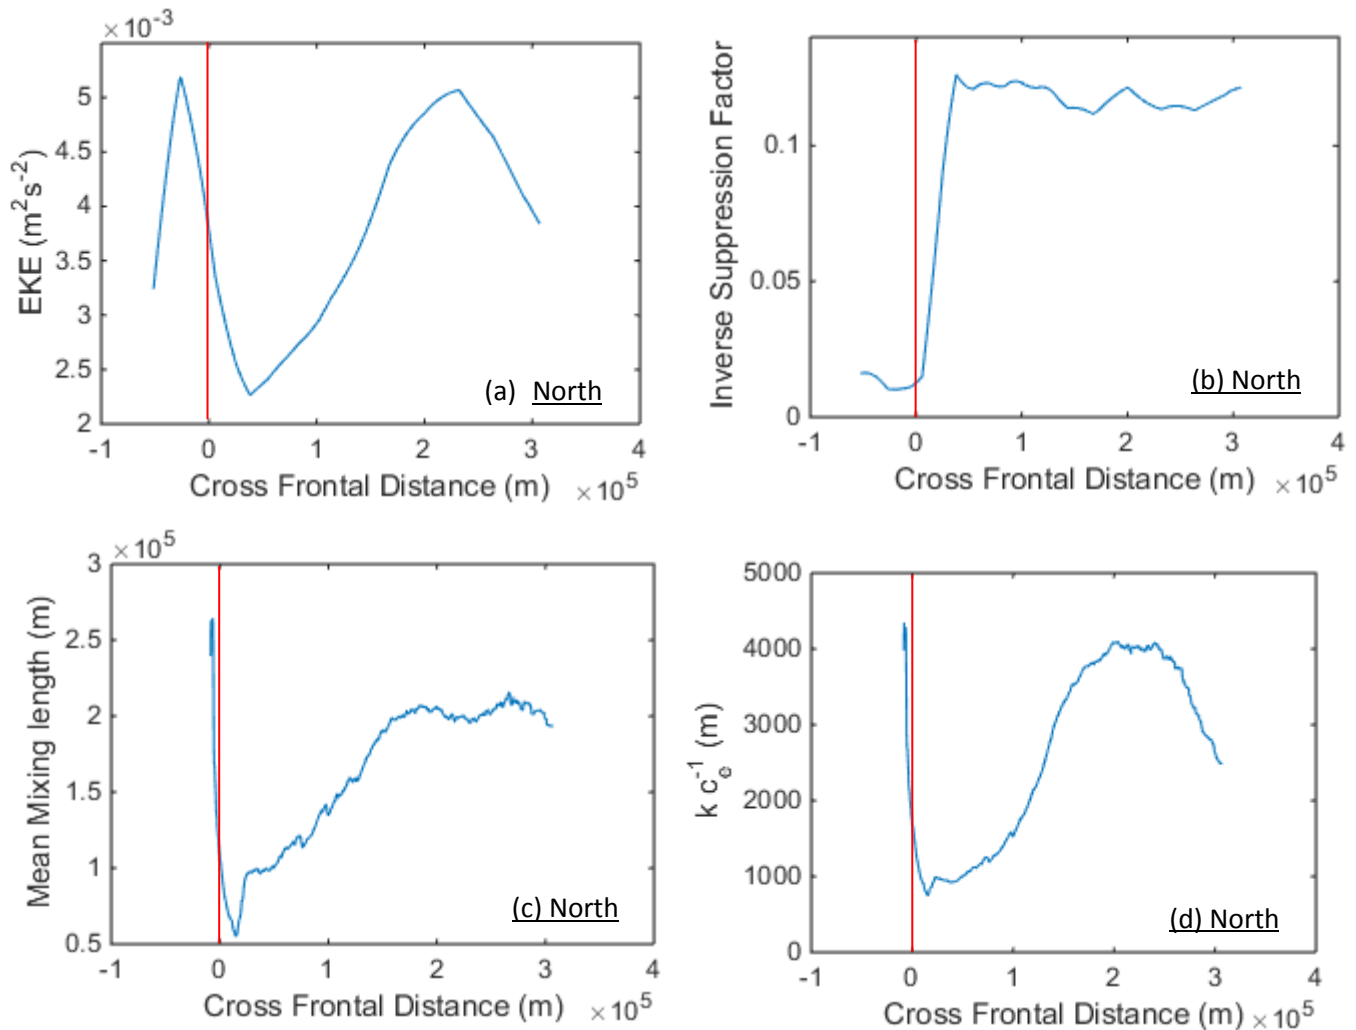 ×10⁻³
EKE (m²s⁻²)
5
4.5
4
3.5
3
2.5
2
-1 0 1 2 3 4
Cross Frontal Distance (m) ×10⁵
(a) North
Inverse Suppression Factor
0.1
0.05
0
-1 0 1 2 3 4
Cross Frontal Distance (m) ×10⁵
(b) North
×10⁵
Mean Mixing length (m)
3
2.5
2
1.5
1
0.5
-1 0 1 2 3 4
Cross Frontal Distance (m) ×10⁵
(c) North
k cₑ⁻¹ (m)
5000
4000
3000
2000
1000
0
-1 0 1 2 3 4
Cross Frontal Distance (m) ×10⁵
(d) North